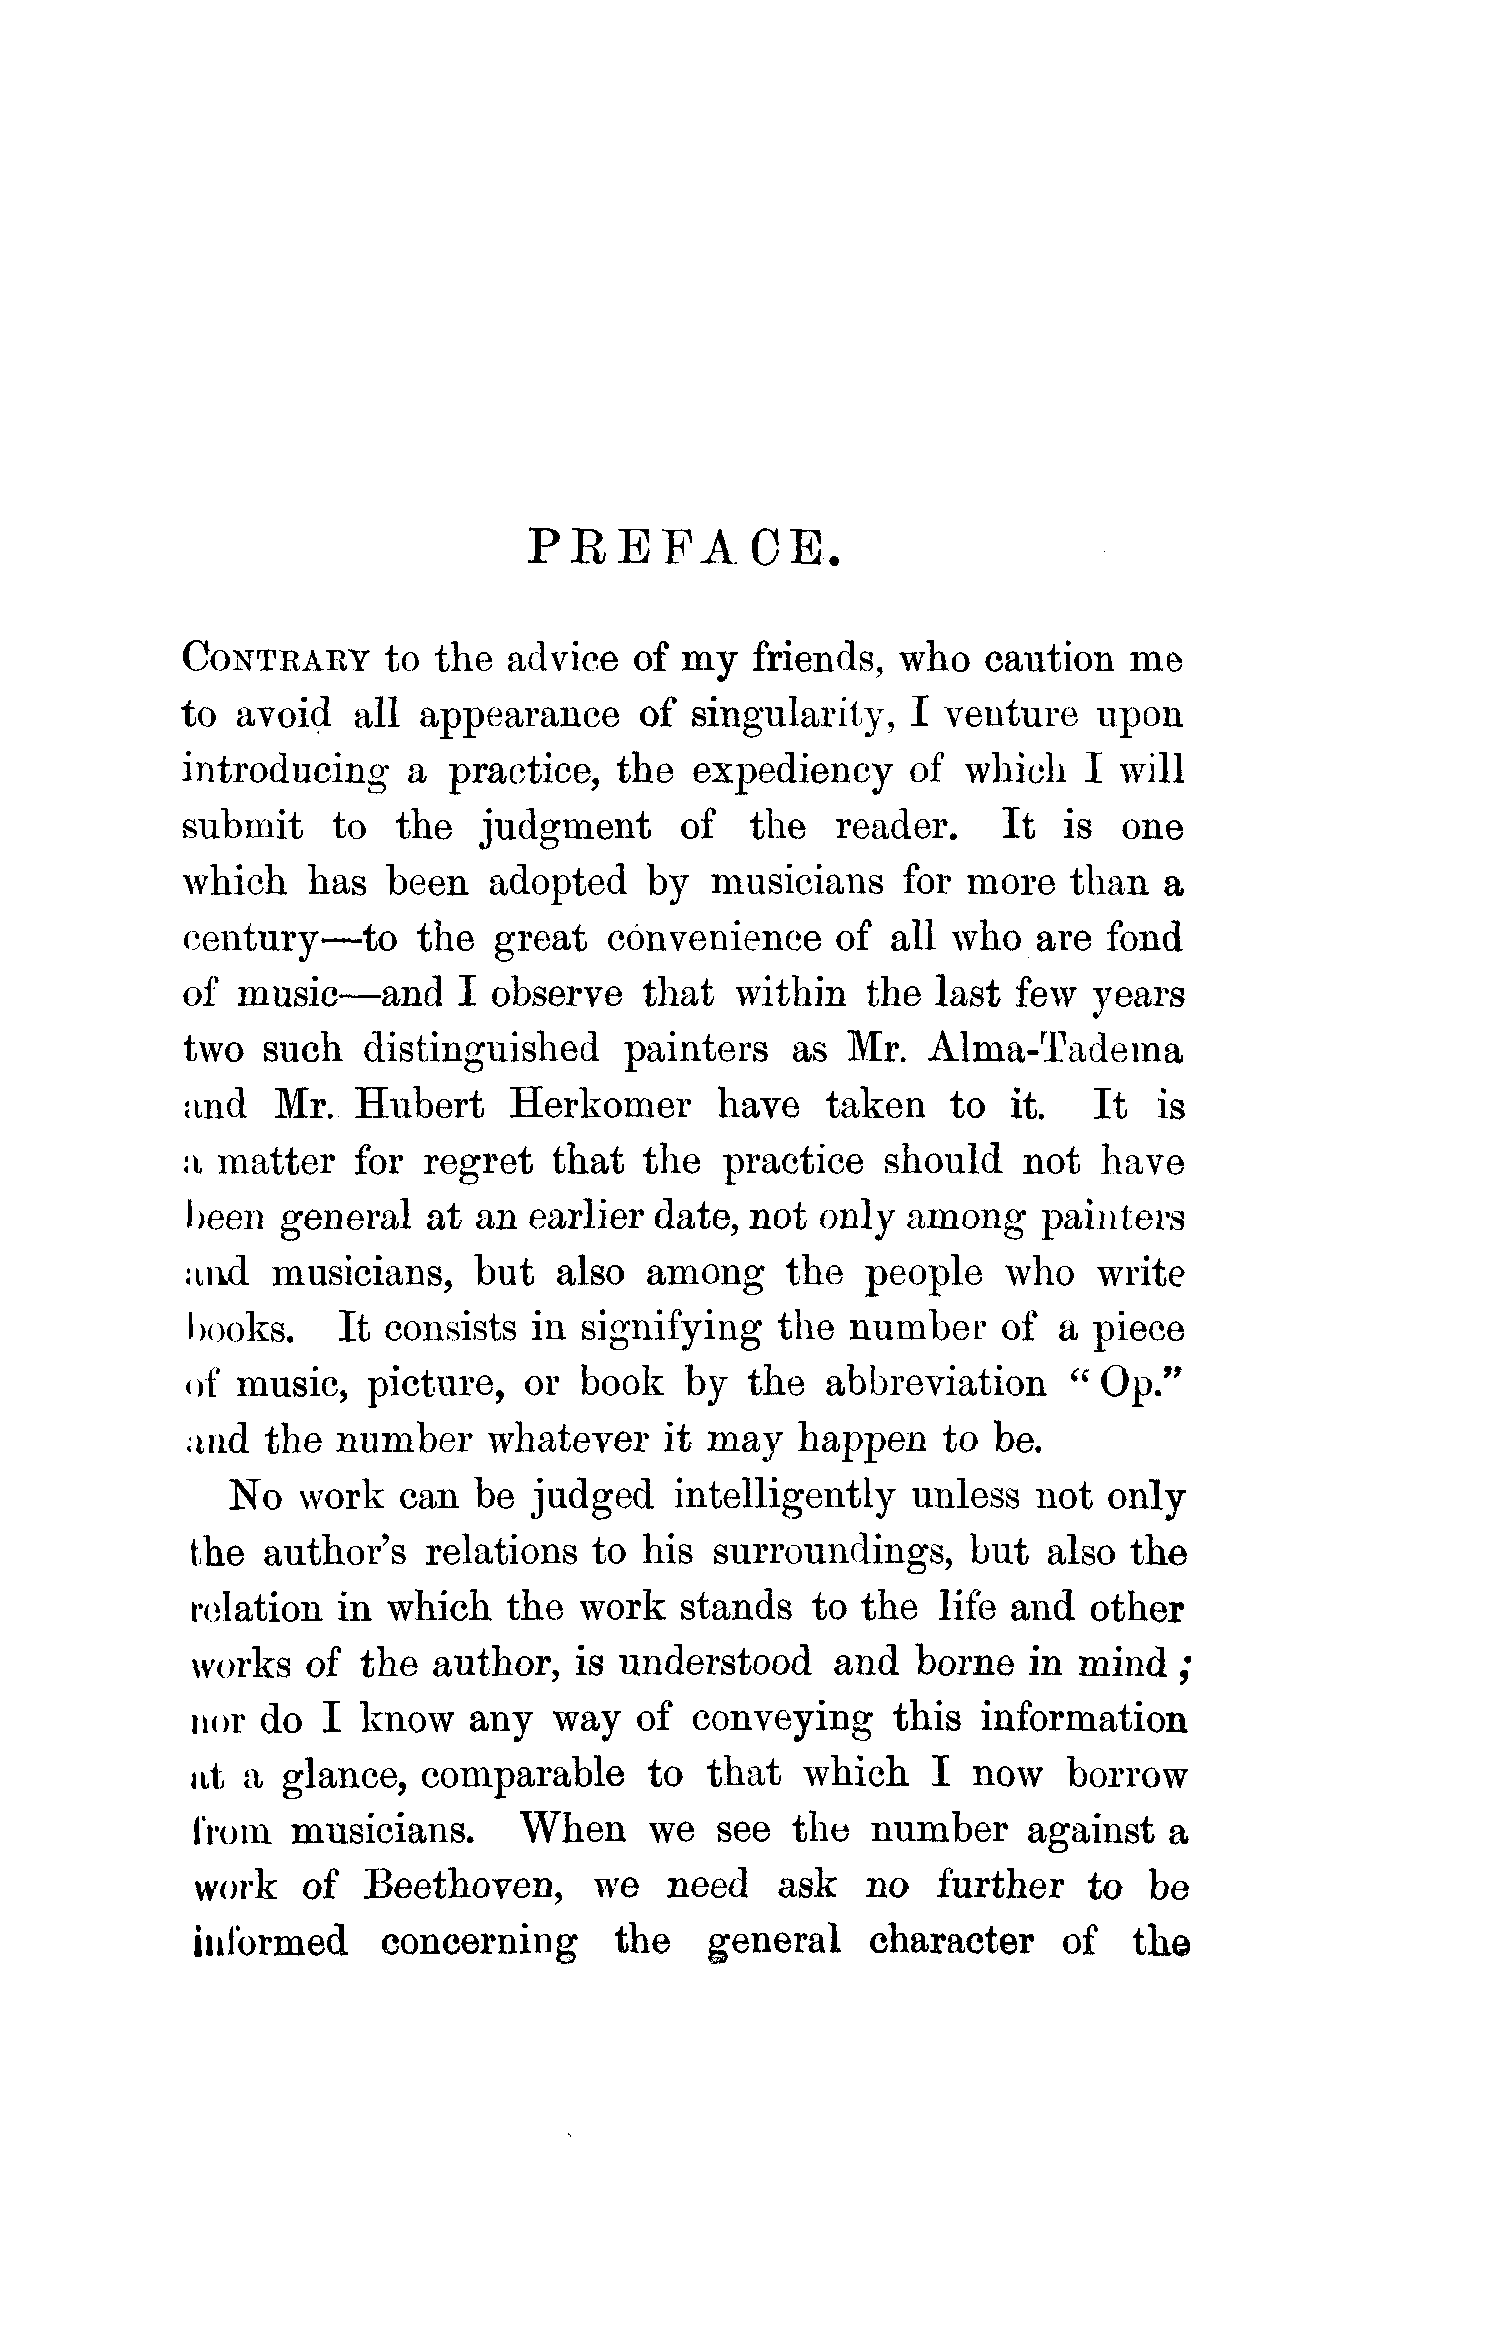 PREFACE.
CONTRARY to the advice of my friends, who caution me
to avoid all appearance of singularity, I venture upon
introducing a practice, the expediency of which I will
submit to the judgment of the reader. It is one
which has been adopted by musicians for more than a
century—to the great convenience of all who are fond
of music—and I observe that within the last few years
two such distinguished painters as Mr. Alma-Tadema
and Mr. Hubert Herkomer have taken to it. It is
a matter for regret that the practice should not have
been general at an earlier date, not only among painters
and musicians, but also among the people who write
books. It consists in signifying the number of a piece
of music, picture, or book by the abbreviation “Op.”
and the number whatever it may happen to be.
No work can be judged intelligently unless not only
the author’s relations to his surroundings, but also the
relation in which the work stands to the life and other
works of the author, is understood and borne in mind;
nor do I know any way of conveying this information
at a glance, comparable to that which I now borrow
from musicians. When we see the number against a
work of Beethoven, we need ask no further to be
informed concerning the general character of the